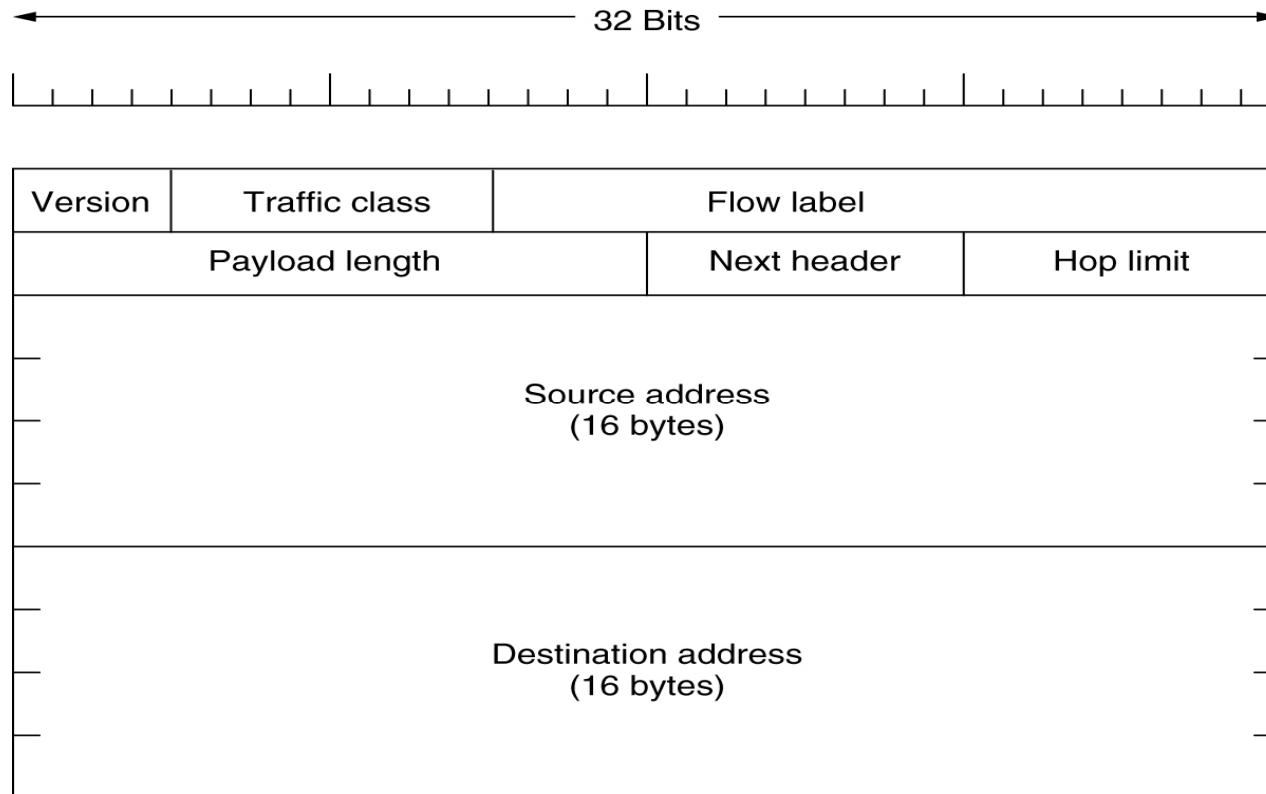 32 Bits
Version Traffic class Flow label
Payload length Next header Hop limit
Source address
(16 bytes)
Destination address
(16 bytes)